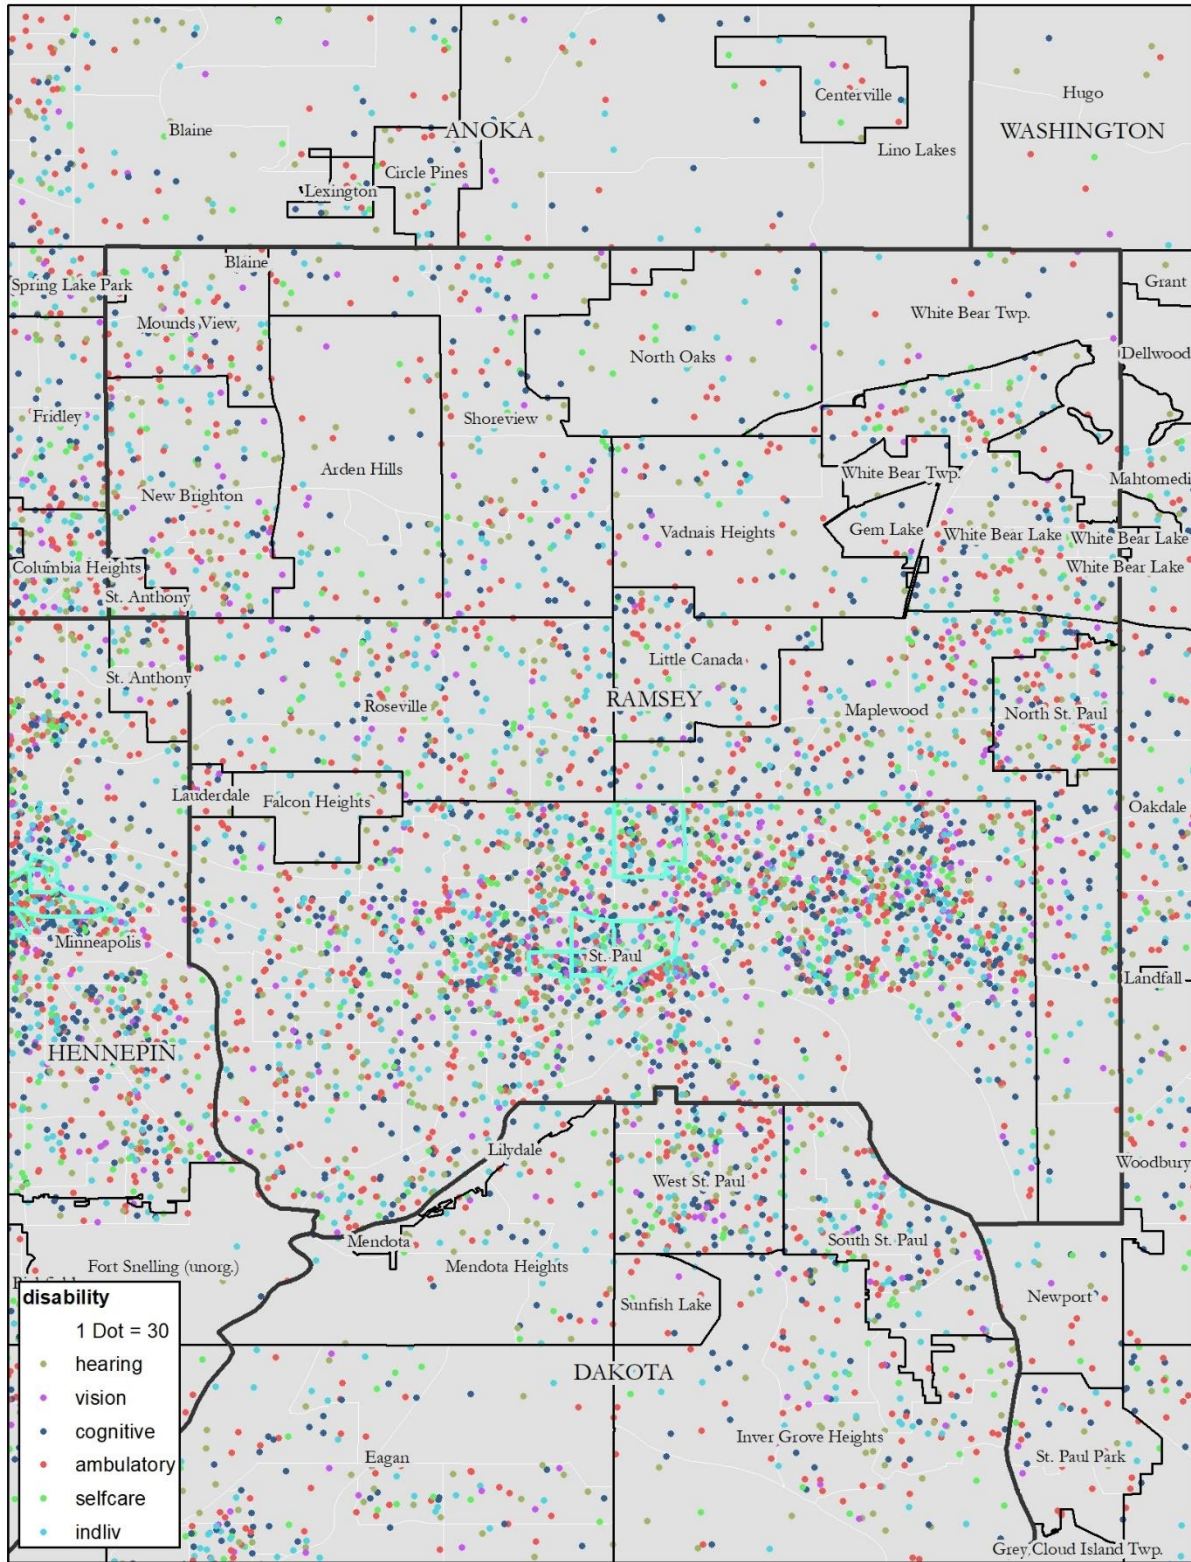 Hugo
Centerville
Blaine
ANOKA
WASHINGTON
Lino Lakes
Circle Pines
Lexington
Blaine
Spring Lake Park
Grant
White Bear Twp.
Mounds View
North Oaks
Dellwood
Fridley
Shoreview
Arden Hills
White Bear Twp.
Mahtomedi
New Brighton
Vadnais Heights
Gem Lake
White Bear Lake
White Bear Lake
Columbia Heights
White Bear Lake
St. Anthony
St. Anthony
Little Canada
RAMSEY
Roseville
Maplewood
North St. Paul
Lauderdale
Falcon Heights
Oakdale
Minneapolis
St. Paul
Landfall
HENNEPIN
Lilydale
Woodbury
West St. Paul
Mendota
South St. Paul
Fort Snelling (unorg.)
Mendota Heights
Sunfish Lake
Newport
DAKOTA
Inver Grove Heights
Eagan
St. Paul Park
Grey Cloud Island Twp.
disability
1 Dot = 30
hearing
vision
cognitive
ambulatory
selfcare
indliv